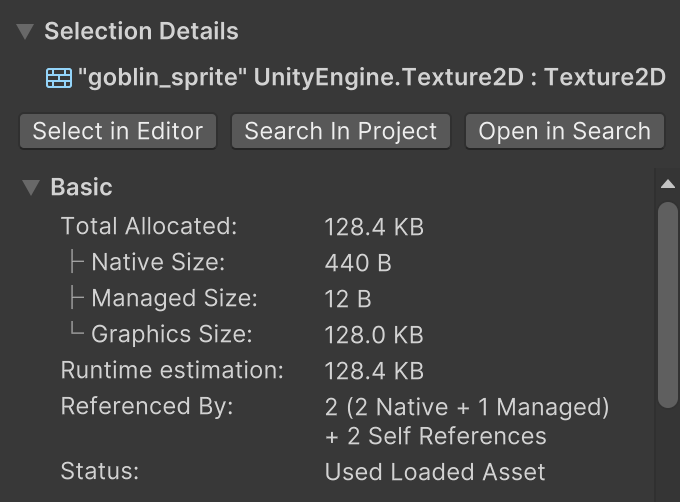 Selection Details
"goblin_sprite" UnityEngine.Texture2D : Texture2D
Select in Editor Search In Project Open in Search
Basic
Total Allocated: 128.4 KB
Native Size: 440 B
Managed Size: 12 B
Graphics Size: 128.0 KB
Runtime estimation: 128.4 KB
Referenced By: 2 (2 Native + 1 Managed)
+ 2 Self References
Status: Used Loaded Asset